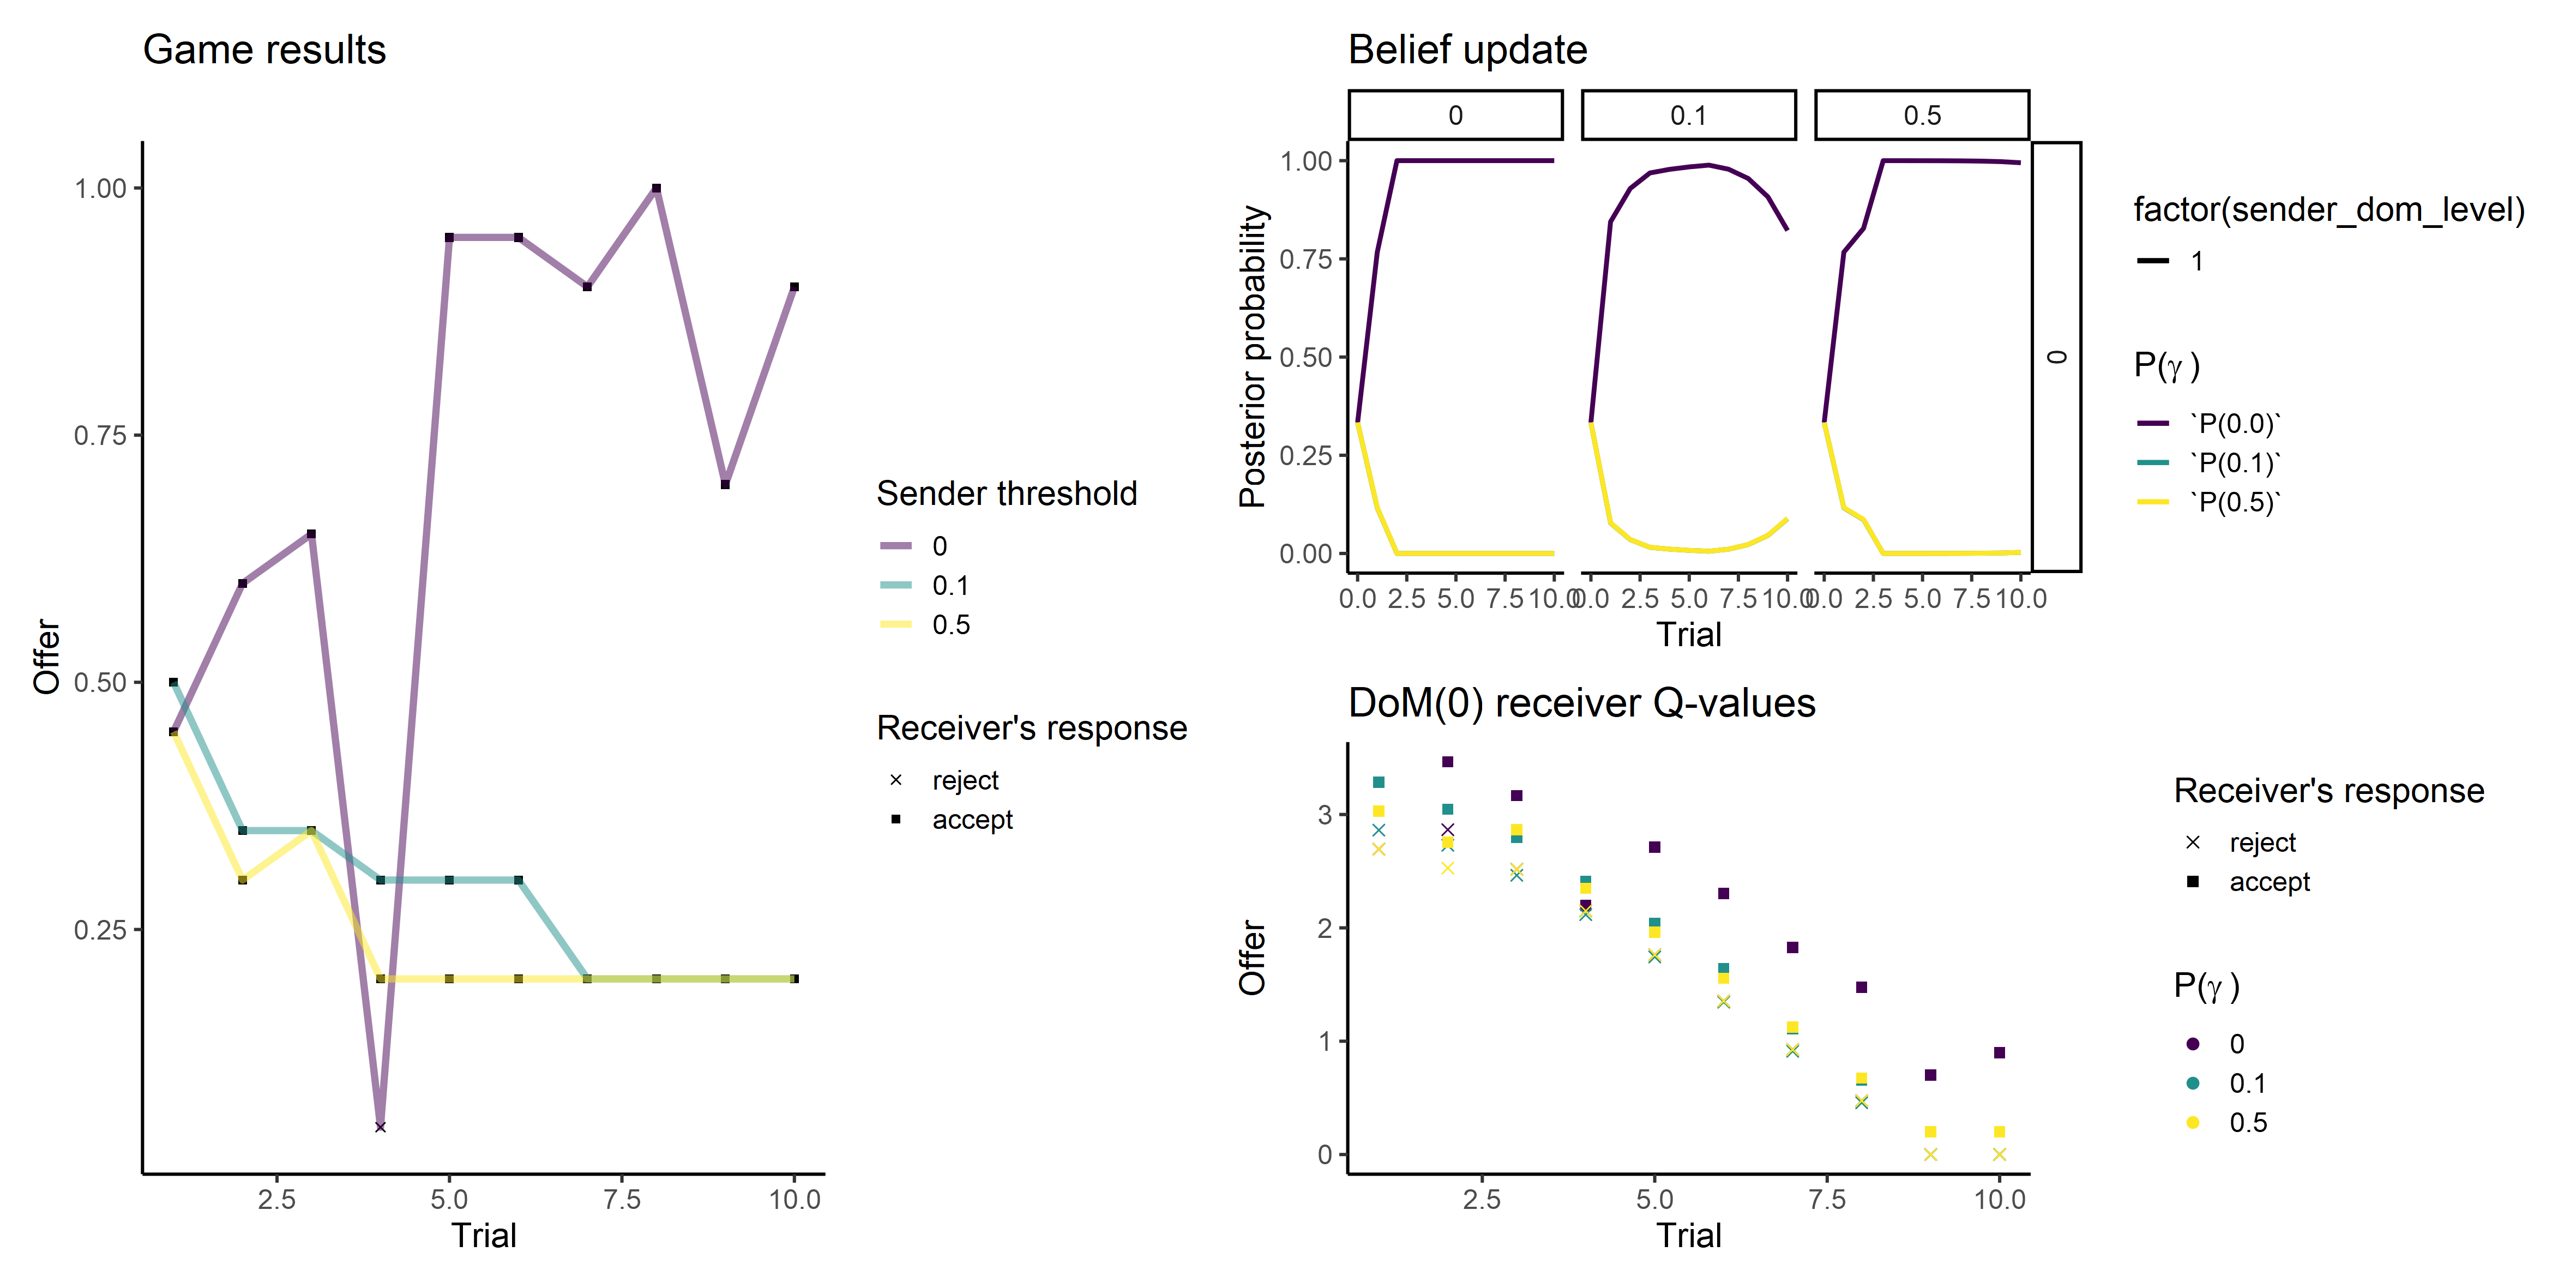 Game results
1.00
0.75
0.50
0.25
Offer
2.5 5.0 7.5 10.0
Trial
Sender threshold
0
0.1
0.5
Receiver's response
reject
accept
Belief update
0 0.1 0.5
0
1.00
0.75
0.50
0.25
0.00
Posterior probability
0.0 2.5 5.0 7.5 10.0 0.0 2.5 5.0 7.5 10.0 0.0 2.5 5.0 7.5 10.0
Trial
factor(sender_dom_level)
1
P(γ )
`P(0.0)`
`P(0.1)`
`P(0.5)`
DoM(0) receiver Q-values
3
2
1
0
Offer
2.5 5.0 7.5 10.0
Trial
Receiver's response
reject
accept
P(γ )
0
0.1
0.5